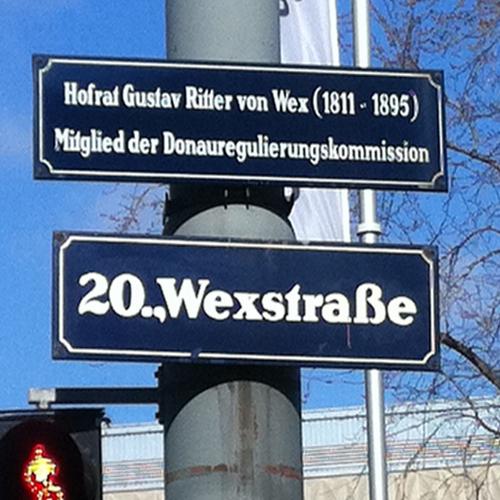 Hofrat Gustav Ritter von Wex (1811 - 1895)
Mitglied der Donauregulierungskommission
20.,Wexstraße